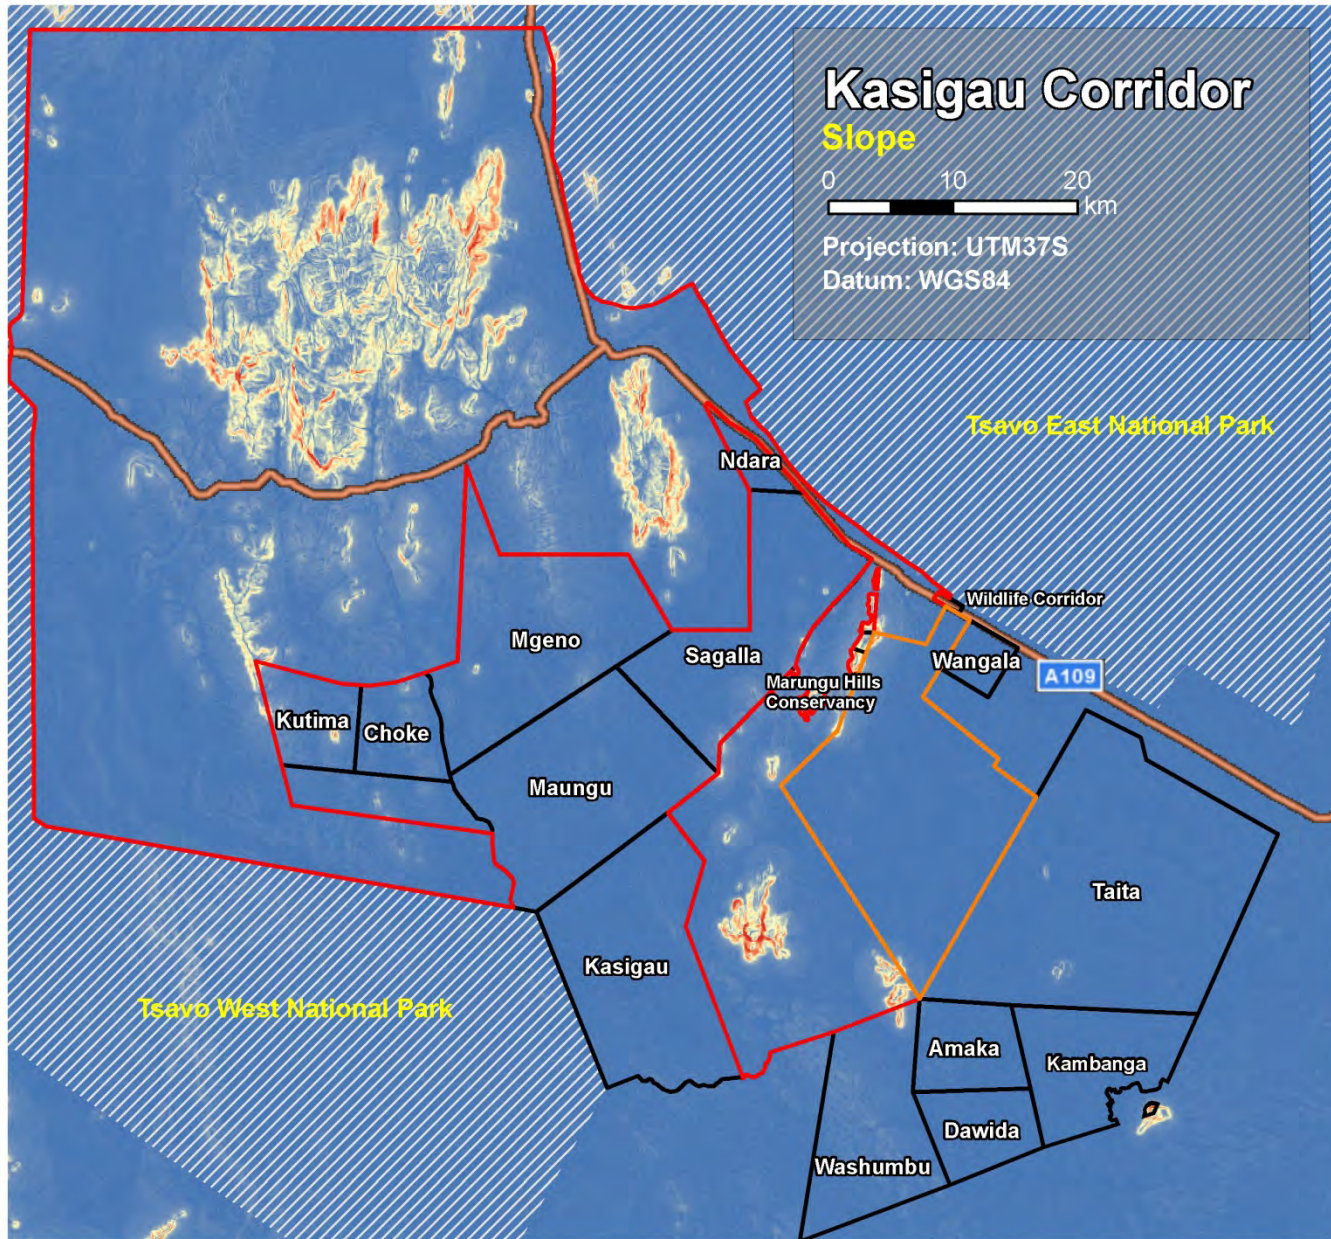 Kasigau Corridor
Slope
0 10 20
km
Projection: UTM37S
Datum: WGS84
Tsavo East National Park
Ndara
Wildlife Corridor
Mgeno
Sagalla
Wangala
A109
Marungu Hills
Conservancy
Kutima
Choke
Maungu
Taita
Kasigau
Tsavo West National Park
Amaka
Kambanga
Dawida
Washumbu